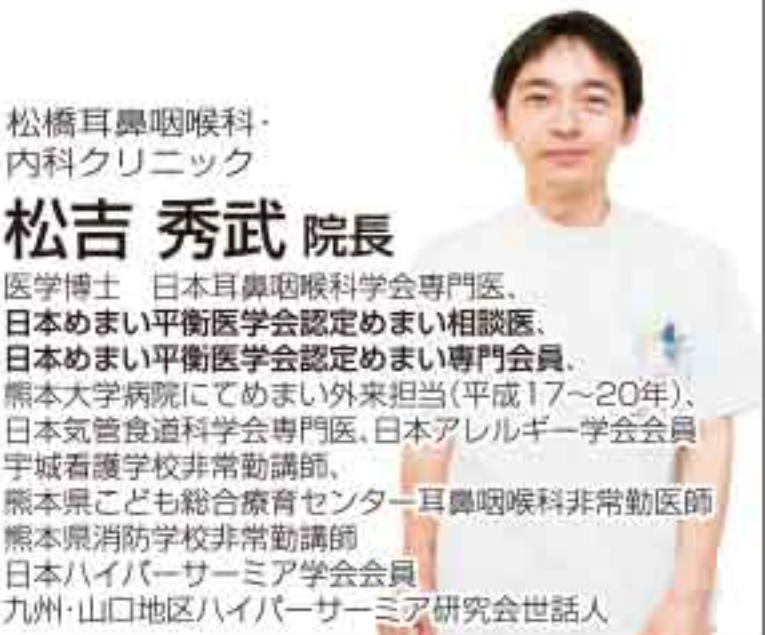 松橋耳鼻咽喉科・
内科クリニック
松吉 秀武 院長
医学博士　日本耳鼻咽喉科学会専門医、
日本めまい平衡医学会認定めまい相談医、
日本めまい平衡医学会認定めまい専門会員、
熊本大学病院にてめまい外来担当(平成17〜20年)、
日本気管食道科学会専門医、日本アレルギー学会会員
宇城看護学校非常勤講師、
熊本県こども総合療育センター耳鼻咽喉科非常勤医師
熊本県消防学校非常勤講師
日本ハイパーサーミア学会会員
九州・山口地区ハイパーサーミア研究会世話人